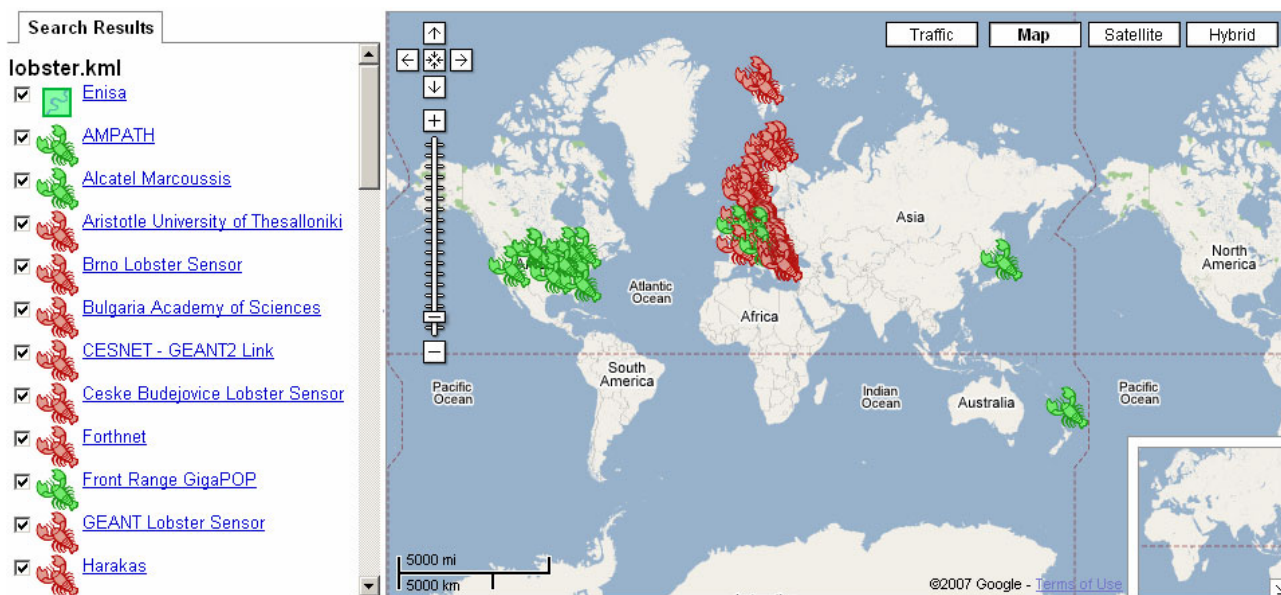 Search Results
lobster.kml
Enisa
AMPATH
Alcatel Marcoussis
Aristotle University of Thesalloniki
Brno Lobster Sensor
Bulgaria Academy of Sciences
CESNET - GEANT2 Link
Ceske Budejovice Lobster Sensor
Forthnet
Front Range GigaPOP
GEANT Lobster Sensor
Harakas
Traffic
Map
Satellite
Hybrid
Asia
North
America
Atlantic
Ocean
Africa
South
America
Pacific
Ocean
Indian
Ocean
Australia
Pacific
Ocean
5000 mi
5000 km
©2007 Google - Terms of Use